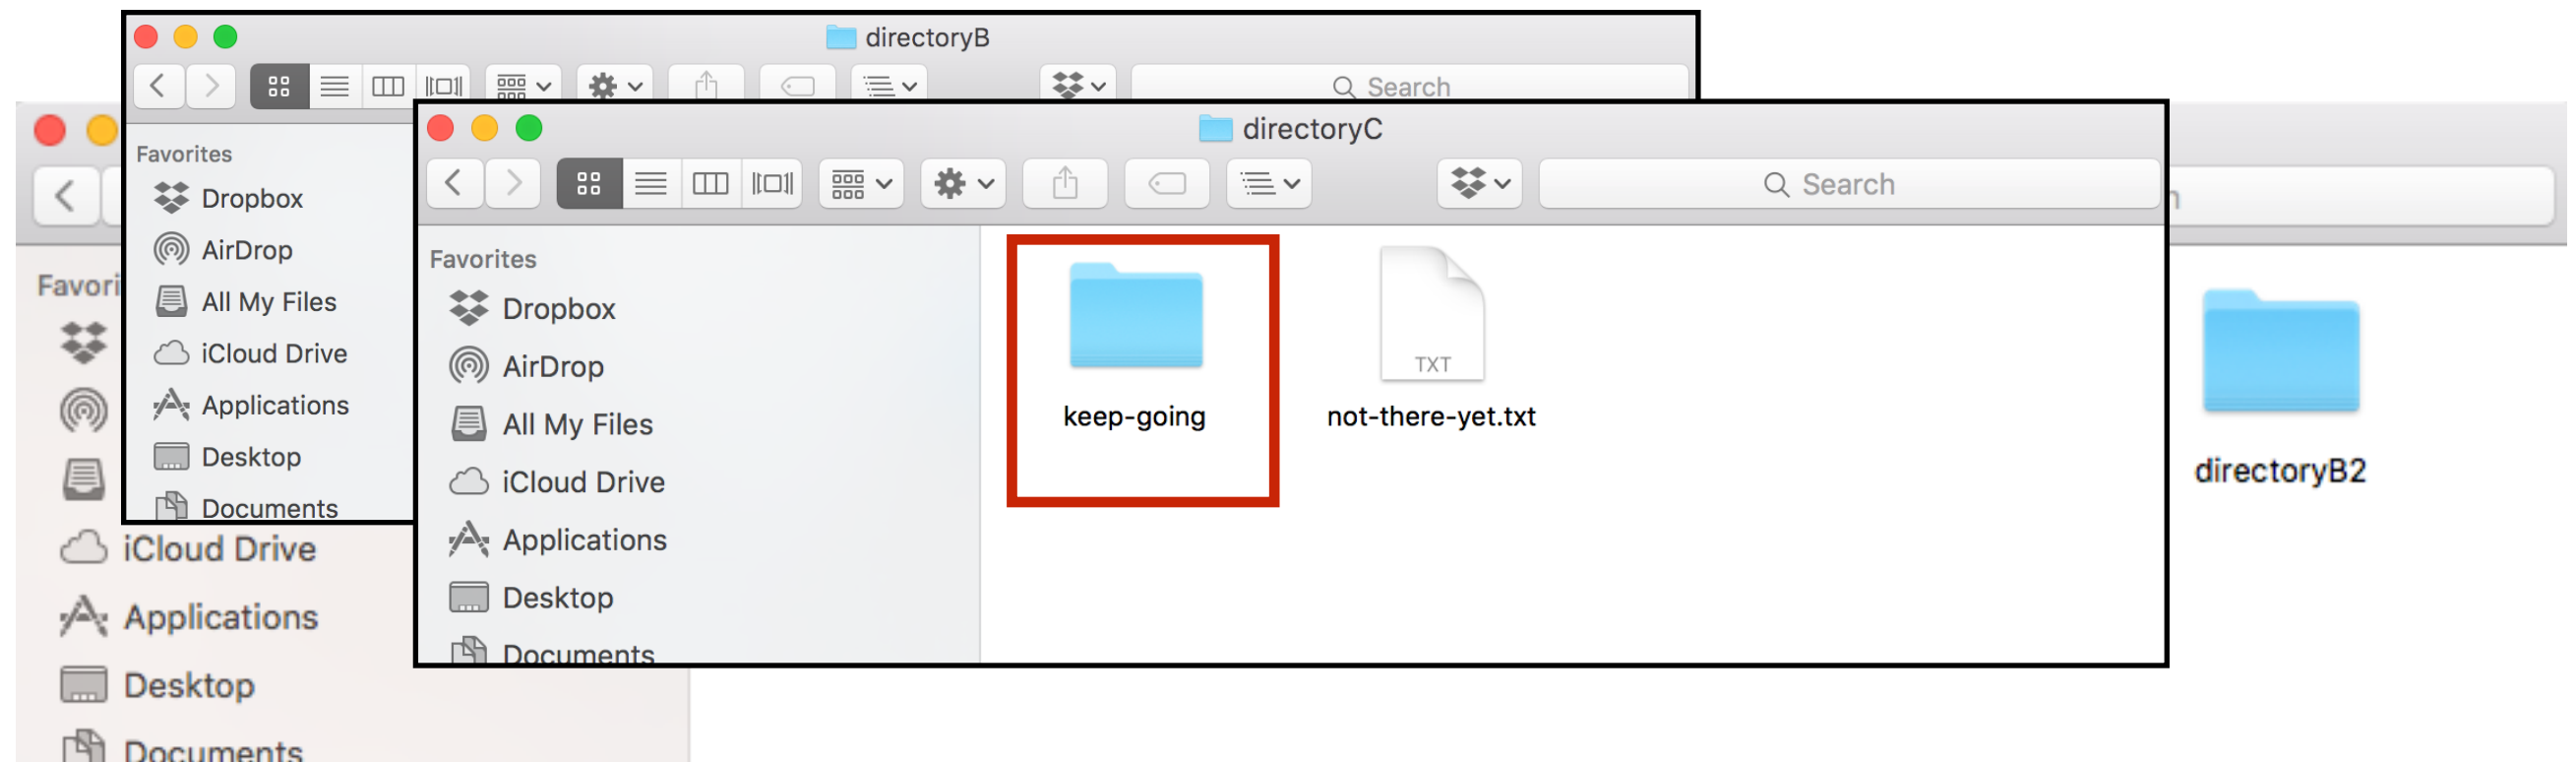 directoryB
Search
Favorites
Dropbox
AirDrop
All My Files
iCloud Drive
Applications
Desktop
Documents
directoryC
Search
Favorites
Dropbox
AirDrop
All My Files
iCloud Drive
Applications
Desktop
Documents
keep-going
TXT
not-there-yet.txt
Favori
iCloud Drive
Applications
Desktop
Documents
directoryB2